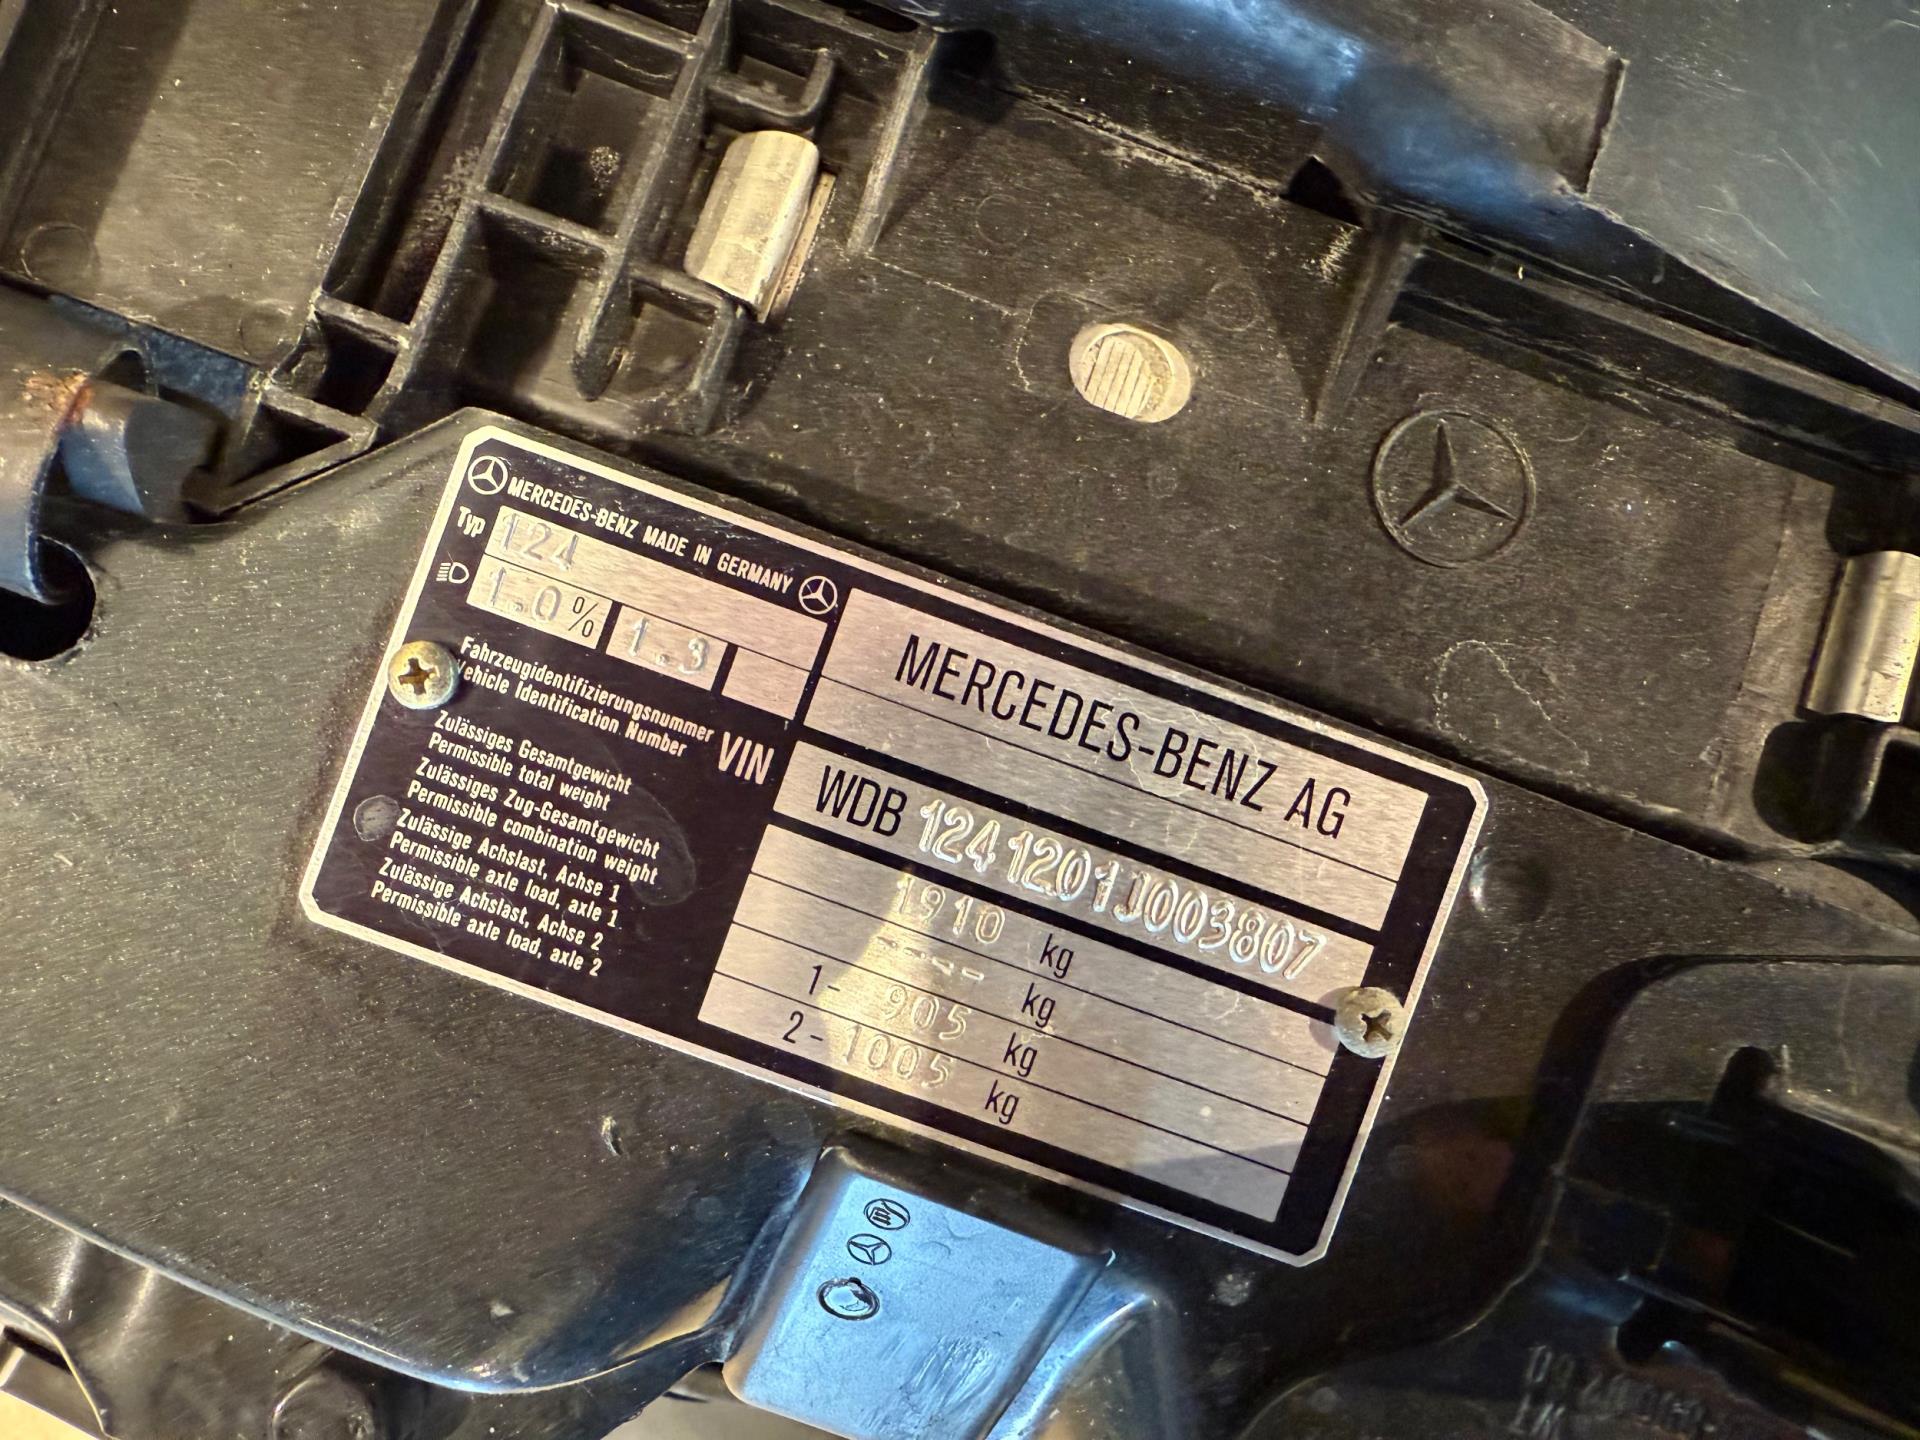 MERCEDES-BENZ MADE IN GERMANY
Typ 124
1.0 % 1.3
Fahrzeugidentifizierungsnummer
Vehicle Identification Number
VIN
Zulässiges Gesamtgewicht
Permissible total weight
Zulässiges Zug-Gesamtgewicht
Permissible combination weight
Zulässige Achslast, Achse 1
Permissible axle load, axle 1
Zulässige Achslast, Achse 2
Permissible axle load, axle 2
MERCEDES-BENZ AG
WDB 1241201J003807
1910 kg
--- kg
1- 905 kg
2- 1005 kg